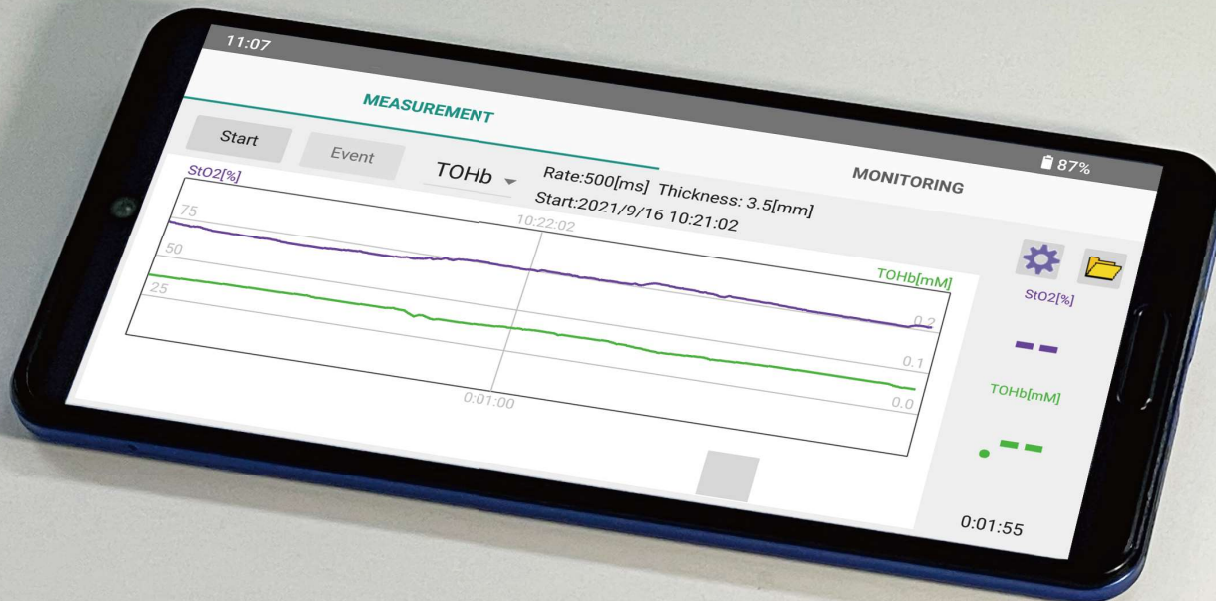 11:07
87%
MEASUREMENT
MONITORING
Start
Event
TOHb
Rate:500[ms] Thickness: 3.5[mm]
Start:2021/9/16 10:21:02
StO2[%]
10:22:02
TOHb[mM]
75
50
25
0.2
0.1
0.0
0:01:00
StO2[%]
--
TOHb[mM]
.--
0:01:55